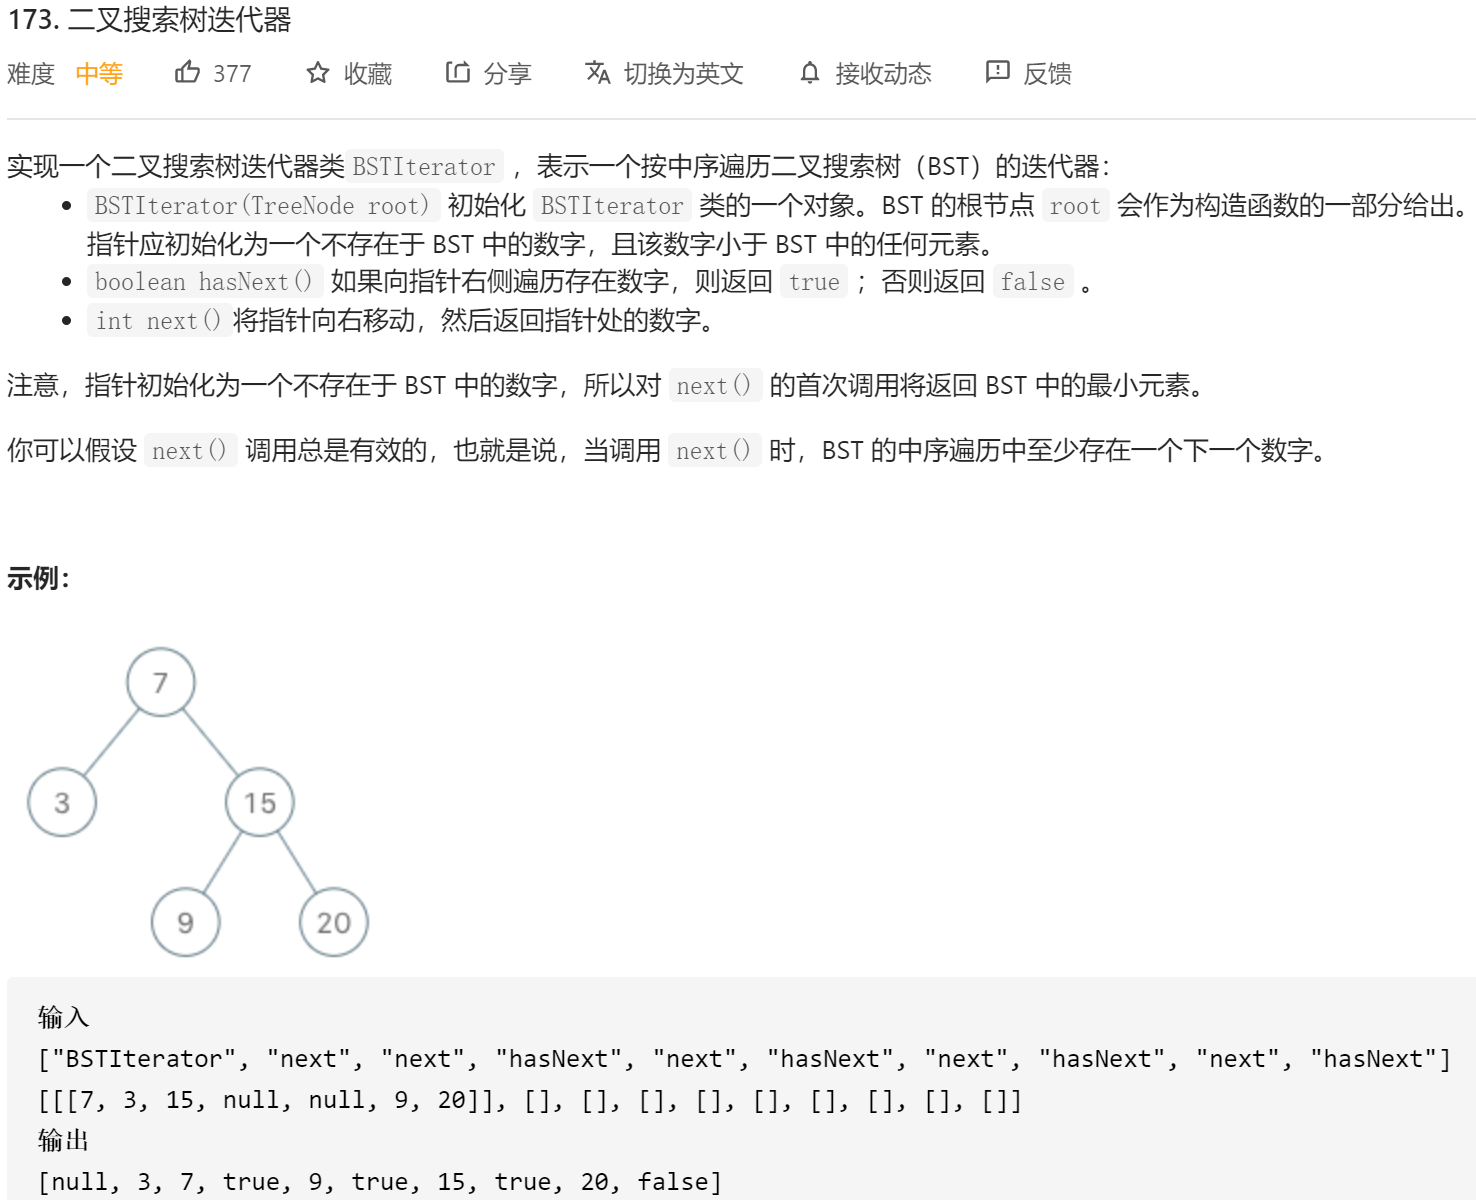 173. 二叉搜索树迭代器
难度 中等 377 收藏 分享 切换为英文 接收动态 反馈
实现一个二叉搜索树迭代器类 BSTIterator ，表示一个按中序遍历二叉搜索树（BST）的迭代器：
BSTIterator(TreeNode root) 初始化 BSTIterator 类的一个对象。BST 的根节点 root 会作为构造函数的一部分给出。
指针应初始化为一个不存在于 BST 中的数字，且该数字小于 BST 中的任何元素。
boolean hasNext() 如果向指针右侧遍历存在数字，则返回 true ；否则返回 false 。
int next() 将指针向右移动，然后返回指针处的数字。
注意，指针初始化为一个不存在于 BST 中的数字，所以对 next() 的首次调用将返回 BST 中的最小元素。
你可以假设 next() 调用总是有效的，也就是说，当调用 next() 时，BST 的中序遍历中至少存在一个下一个数字。
示例：
7
3 15
9 20
输入
["BSTIterator", "next", "next", "hasNext", "next", "hasNext", "next", "hasNext", "next", "hasNext"]
[[[7, 3, 15, null, null, 9, 20]], [], [], [], [], [], [], [], [], []]
输出
[null, 3, 7, true, 9, true, 15, true, 20, false]